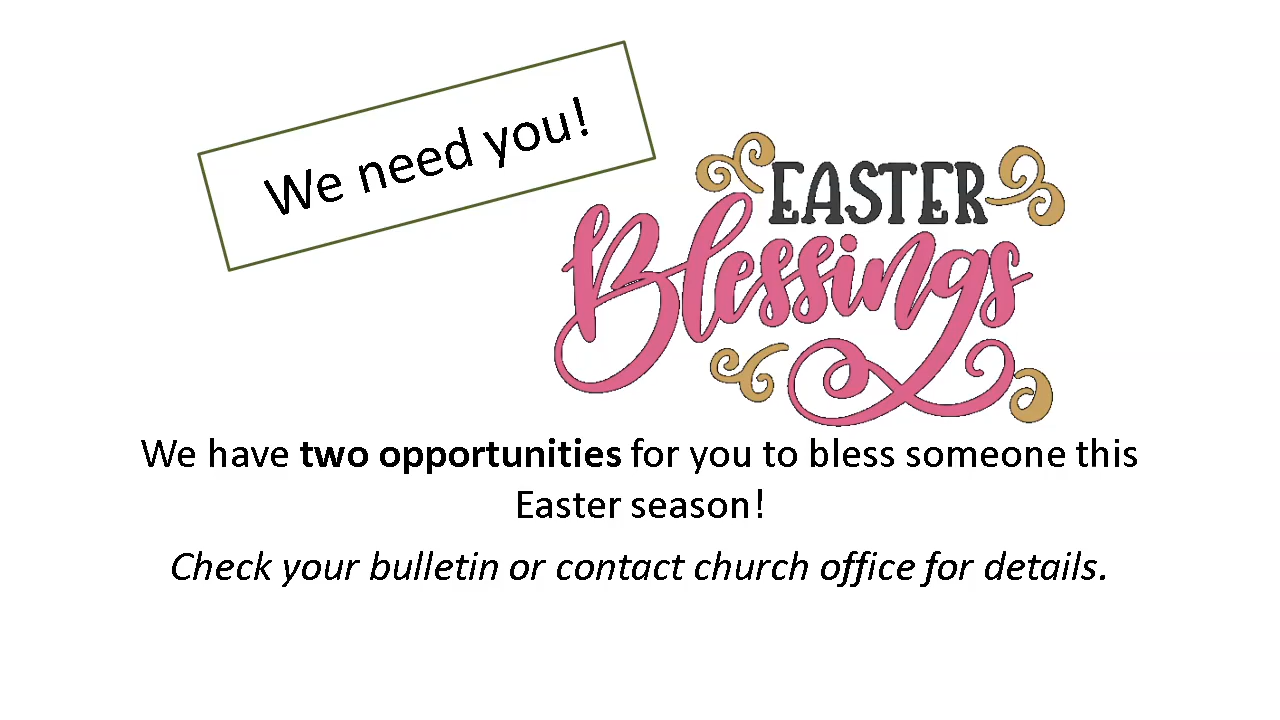 We need you!
EASTER
Blessings
We have two opportunities for you to bless someone this
Easter season!
Check your bulletin or contact church office for details.